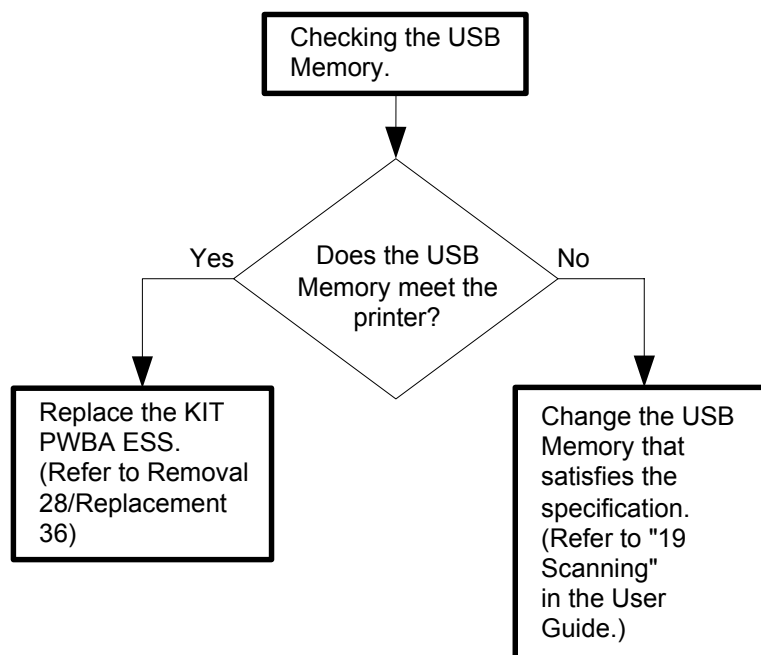 Checking the USB
Memory.
Yes
Does the USB
Memory meet the
printer?
No
Replace the KIT
PWBA ESS.
(Refer to Removal
28/Replacement
36)
Change the USB
Memory that
satisfies the
specification.
(Refer to "19
Scanning"
in the User
Guide.)